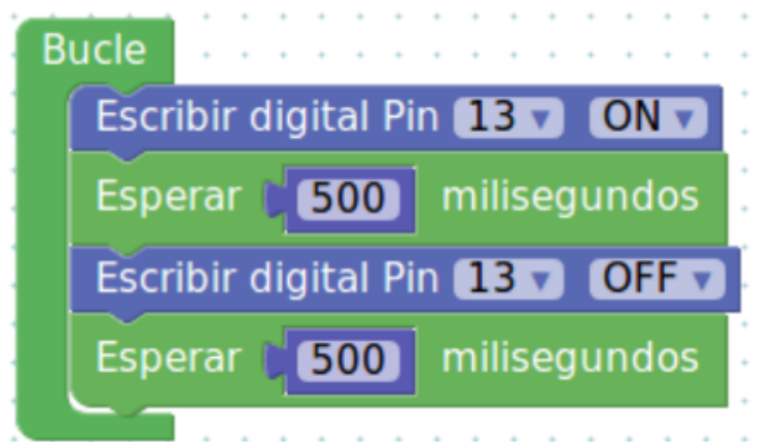 Bucle
Escribir digital Pin 13 ON
Esperar 500 milisegundos
Escribir digital Pin 13 OFF
Esperar 500 milisegundos